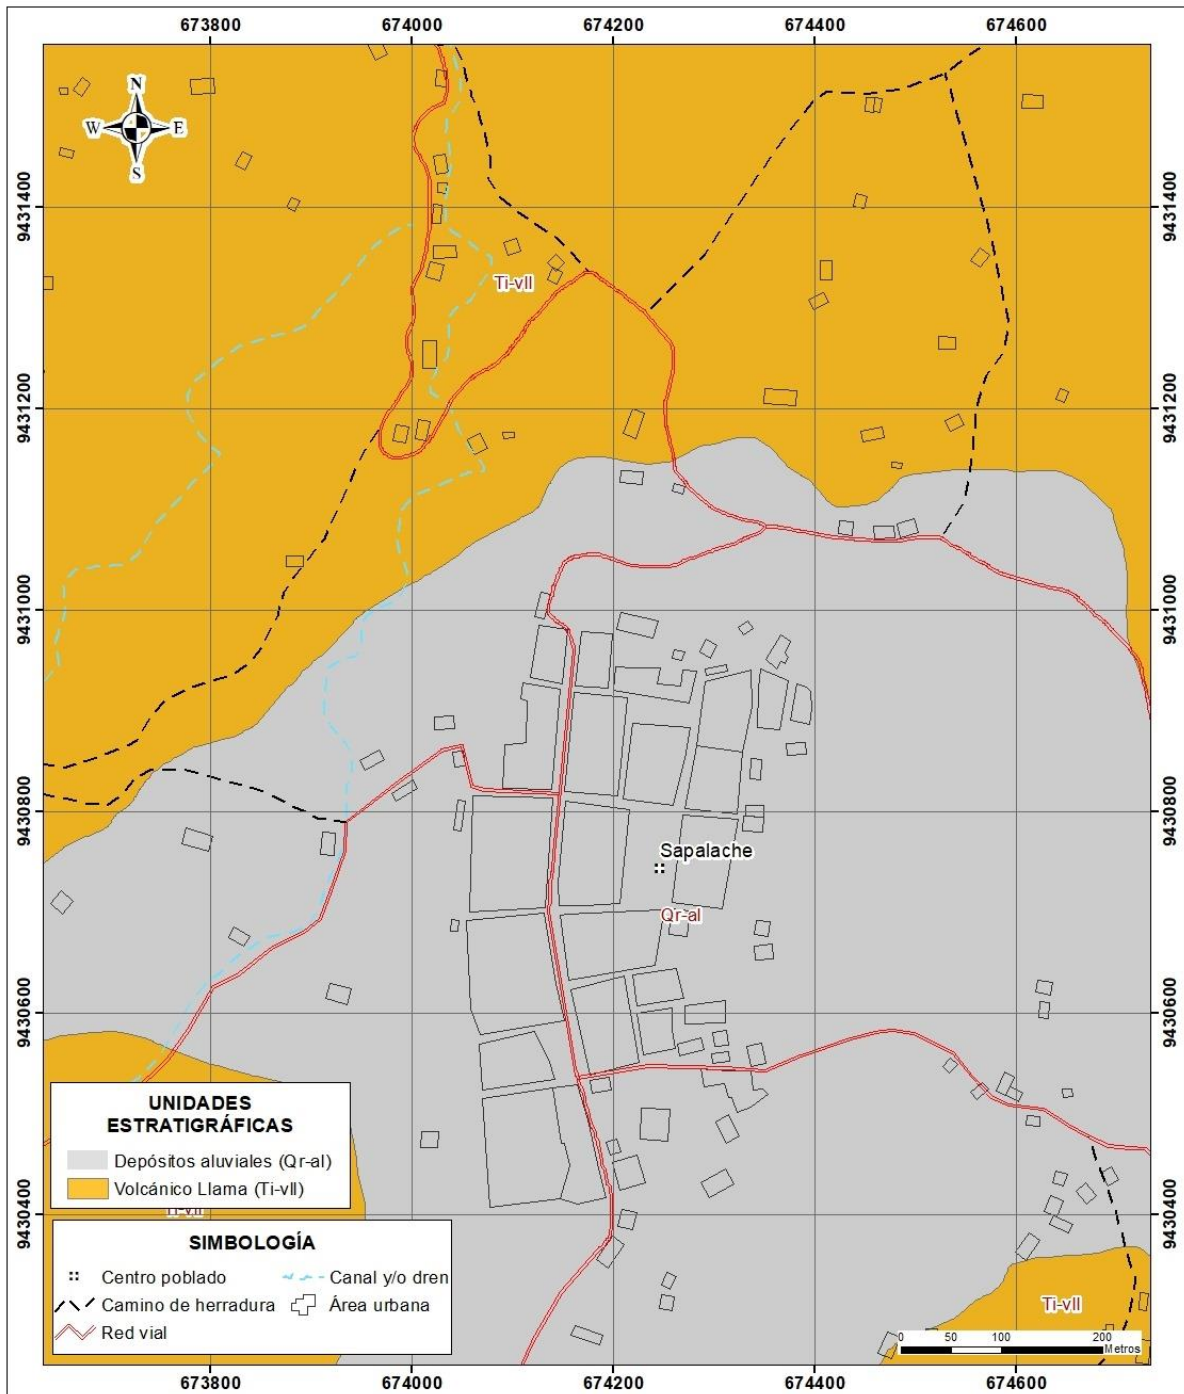 673800 674000 674200 674400 674600
N
W E
S
9431400 9431400
Ti-vll
9431200 9431200
9431000 9431000
9430800 9430800
Sapalache
Qr-al
9430600 9430600
UNIDADES
ESTRATIGRÁFICAS
Depósitos aluviales (Qr-al)
Volcánico Llama (Ti-vll)
Ti-vll
9430400 9430400
SIMBOLOGÍA
Centro poblado
Canal y/o dren
Camino de herradura
Área urbana
Red vial
Ti-vll
0 50 100 200
Metros
673800 674000 674200 674400 674600